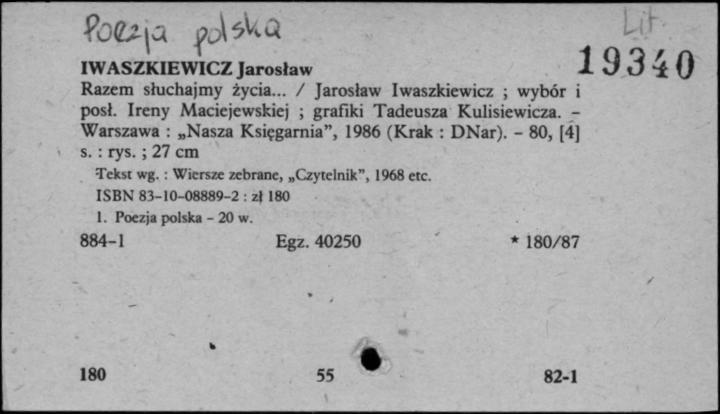 Poezja polska
Lit.
19340
IWASZKIEWICZ Jarosław
Razem słuchajmy życia... / Jarosław Iwaszkiewicz ; wybór i
posł. Ireny Maciejewskiej ; grafiki Tadeusza Kulisiewicza. –
Warszawa : „Nasza Księgarnia”, 1986 (Krak : DNar). – 80, [4]
s. : rys. ; 27 cm
Tekst wg. : Wiersze zebrane, „Czytelnik”, 1968 etc.
ISBN 83-10-08889-2 : zł 180
1. Poezja polska – 20 w.
884-1 Egz. 40250 * 180/87
180 55 82-1